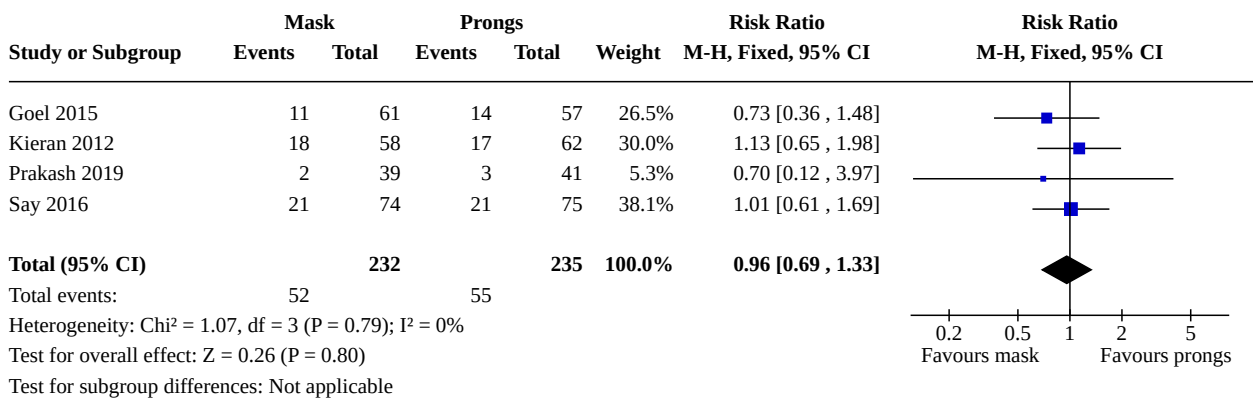 Mask Prongs Risk Ratio Risk Ratio
Study or Subgroup Events Total Events Total Weight M-H, Fixed, 95% CI M-H, Fixed, 95% CI
Goel 2015 11 61 14 57 26.5% 0.73 [0.36 , 1.48]
Kieran 2012 18 58 17 62 30.0% 1.13 [0.65 , 1.98]
Prakash 2019 2 39 3 41 5.3% 0.70 [0.12 , 3.97]
Say 2016 21 74 21 75 38.1% 1.01 [0.61 , 1.69]
Total (95% CI) 232 235 100.0% 0.96 [0.69 , 1.33]
Total events: 52 55
Heterogeneity: Chi² = 1.07, df = 3 (P = 0.79); I² = 0%
0.2 0.5 1 2 5
Test for overall effect: Z = 0.26 (P = 0.80) Favours mask Favours prongs
Test for subgroup differences: Not applicable